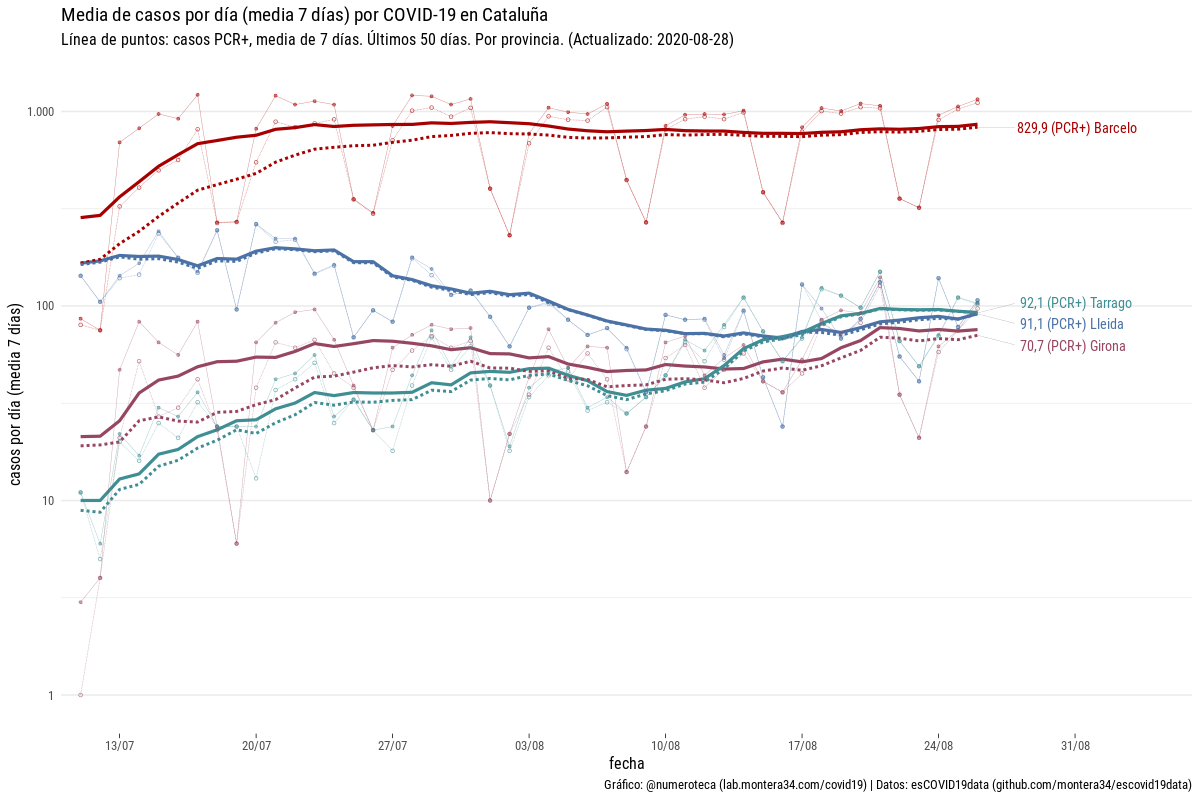 Media de casos por día (media 7 días) por COVID-19 en Cataluña
Línea de puntos: casos PCR+, media de 7 días. Últimos 50 días. Por provincia. (Actualizado: 2020-08-28)
casos por día (media 7 días)
1.000
100
10
1
829,9 (PCR+) Barcelo
92,1 (PCR+) Tarrago
91,1 (PCR+) Lleida
70,7 (PCR+) Girona
13/07
20/07
27/07
03/08
10/08
17/08
24/08
31/08
fecha
Gráfico: @numeroteca (lab.montera34.com/covid19) | Datos: esCOVID19data (github.com/montera34/escovid19data)